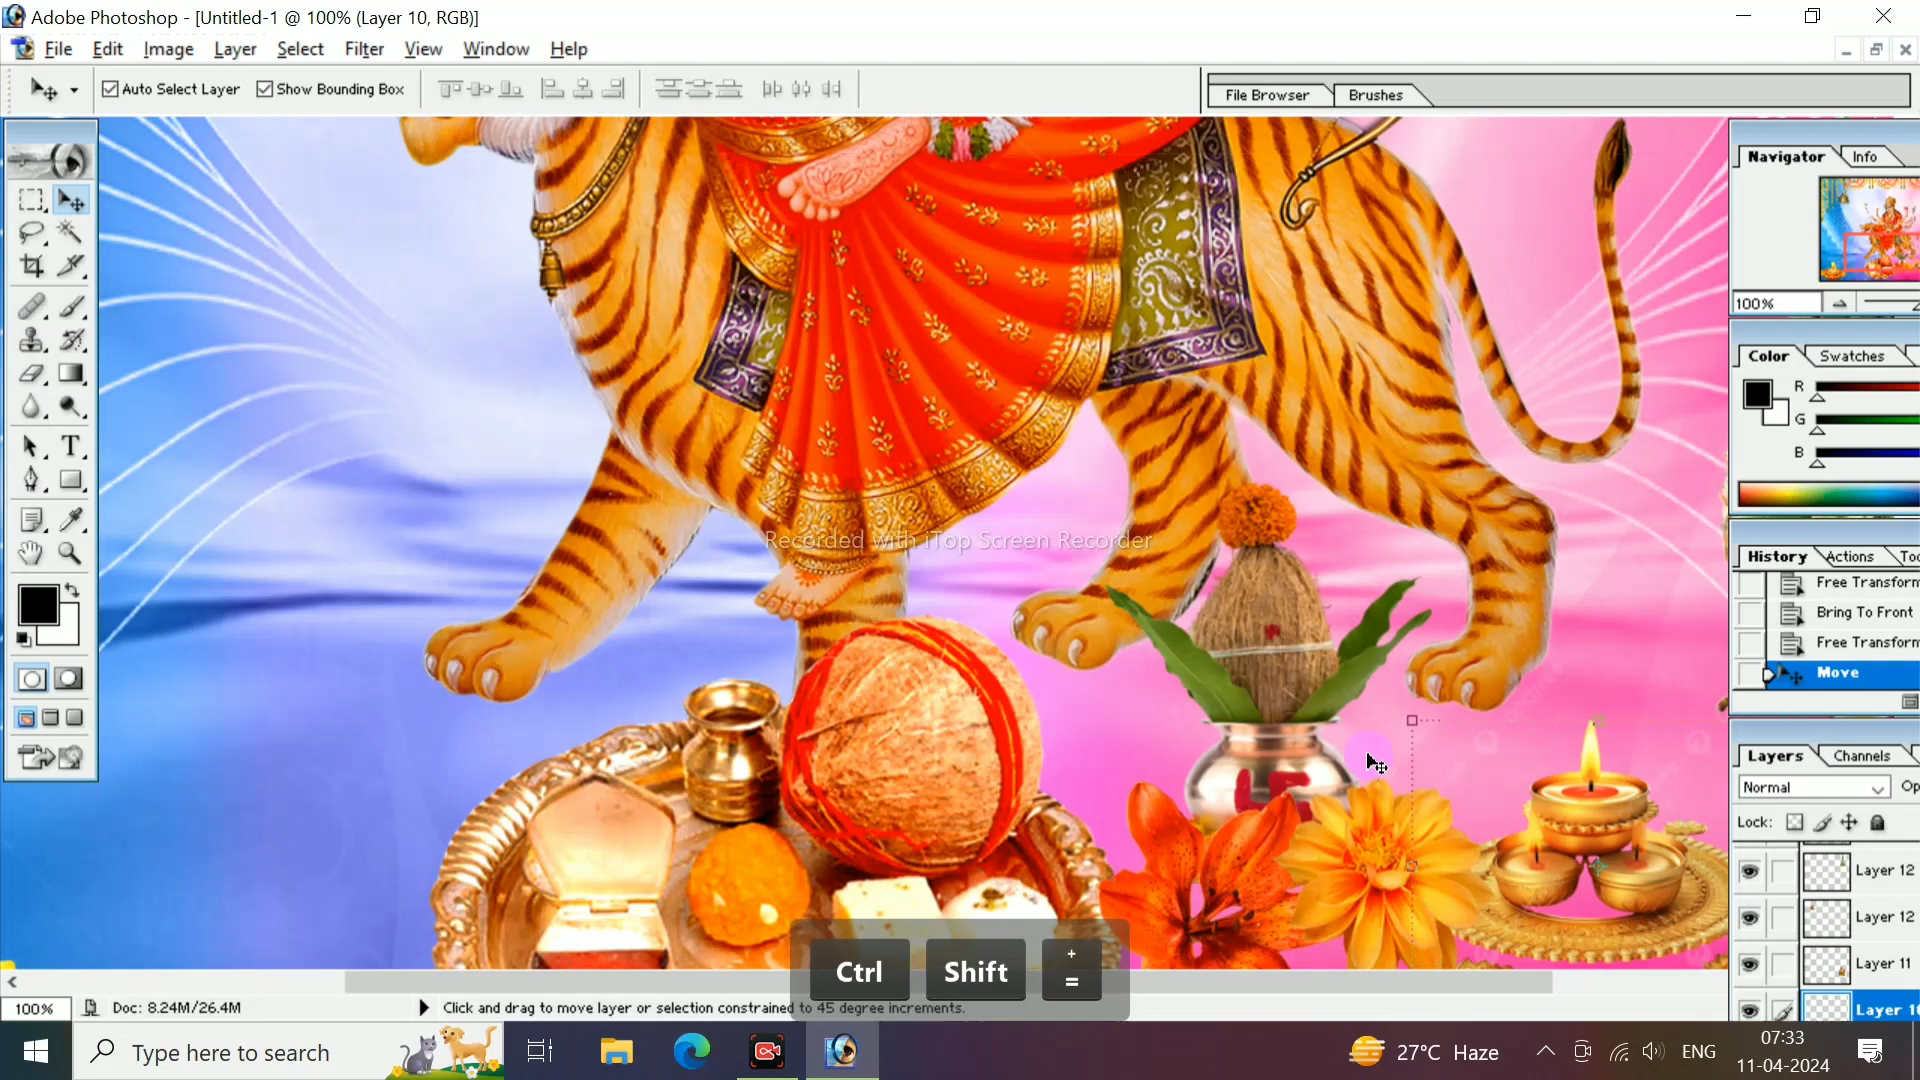 Adobe Photoshop - [Untitled-1 @ 100% (Layer 10, RGB)]
File Edit Image Layer Select Filter View Window Help
Auto Select Layer Show Bounding Box
File Browser Brushes
Navigator Info
100%
Color Swatches
R
G
B
Recorded with iTop Screen Recorder
T
History Actions
Free Transform
Bring To Front
Free Transform
Move
Layers Channels
Normal
Lock:
Layer 12
Layer 12
Layer 11
Ctrl Shift + =
100% Doc: 8.24M/26.4M Click and drag to move layer or selection constrained to 45 degree increments.
Type here to search
27°C Haze ENG
07:33
11-04-2024